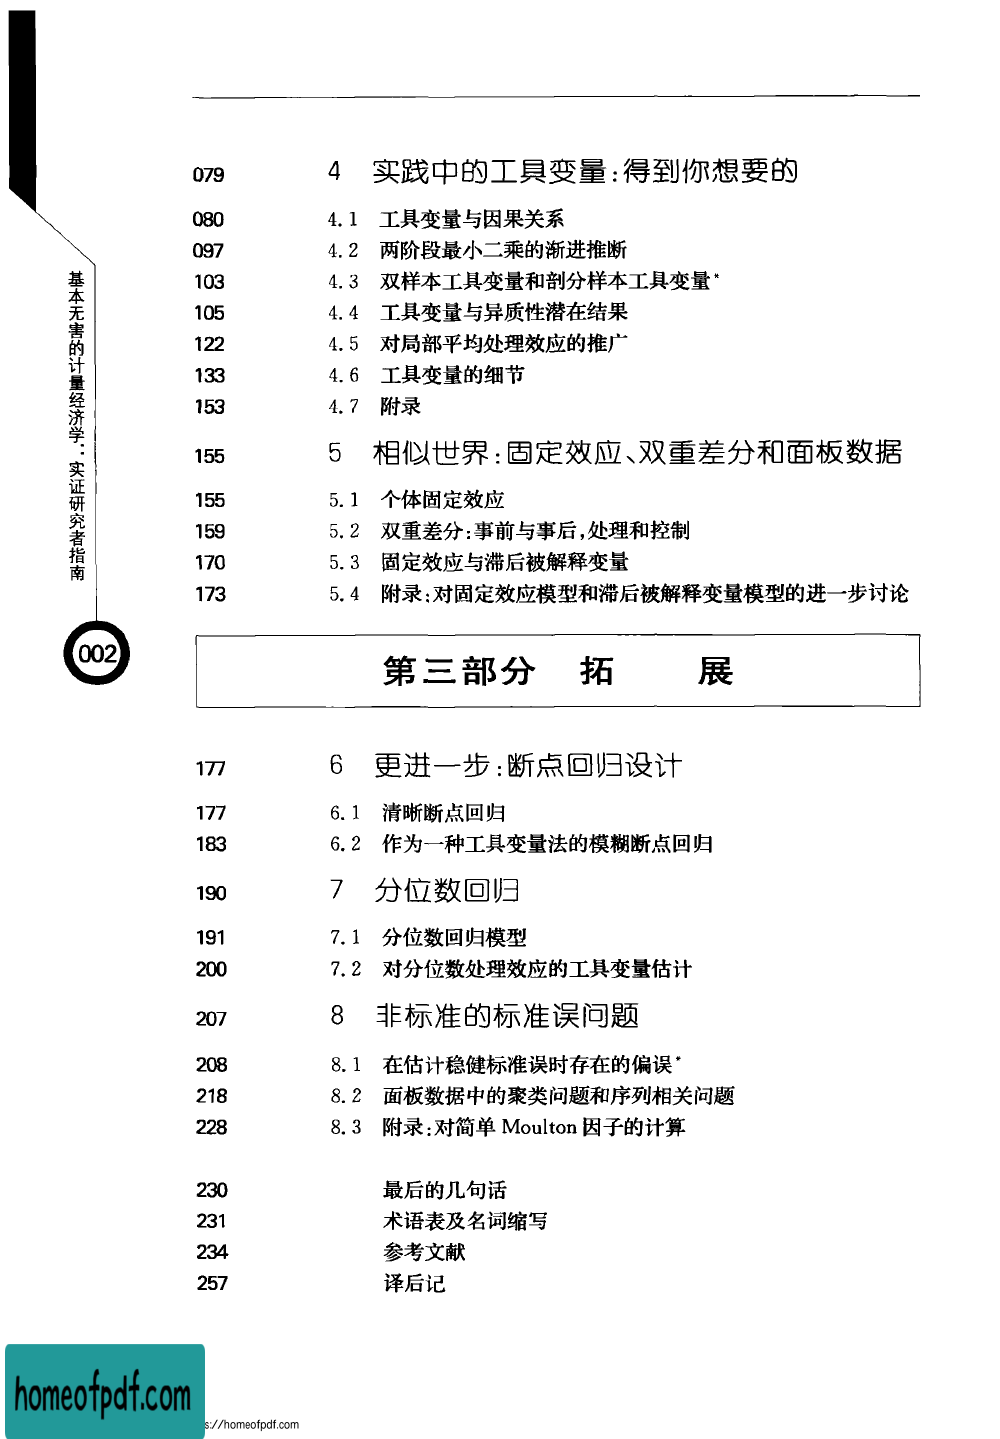 079 4 实践中的工具变量:得到你想要的
080 4.1 工具变量与因果关系
097 4.2 两阶段最小二乘的渐进推断
103 4.3 双样本工具变量和剖分样本工具变量*
105 4.4 工具变量与异质性潜在结果
122 4.5 对局部平均处理效应的推广
133 4.6 工具变量的细节
153 4.7 附录
155 5 相似世界:固定效应、双重差分和面板数据
155 5.1 个体固定效应
159 5.2 双重差分:事前与事后,处理和控制
170 5.3 固定效应与滞后被解释变量
173 5.4 附录:对固定效应模型和滞后被解释变量模型的进一步讨论
基本无害的计量经济学:实证研究者指南
002
第三部分 拓 展
177 6 更进一步:断点回归设计
177 6.1 清晰断点回归
183 6.2 作为一种工具变量法的模糊断点回归
190 7 分位数回归
191 7.1 分位数回归模型
200 7.2 对分位数处理效应的工具变量估计
207 8 非标准的标准误问题
208 8.1 在估计稳健标准误时存在的偏误*
218 8.2 面板数据中的聚类问题和序列相关问题
228 8.3 附录:对简单 Moulton 因子的计算
230 最后的几句话
231 术语表及名词缩写
234 参考文献
257 译后记
homeofpdf.com
s://homeofpdf.com